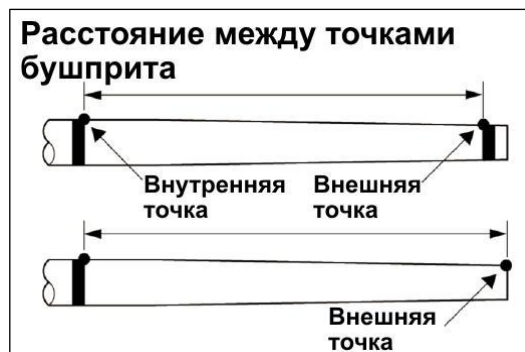 Расстояние между точками
бушприта
Внутренняя
точка
Внешняя
точка
Внешняя
точка